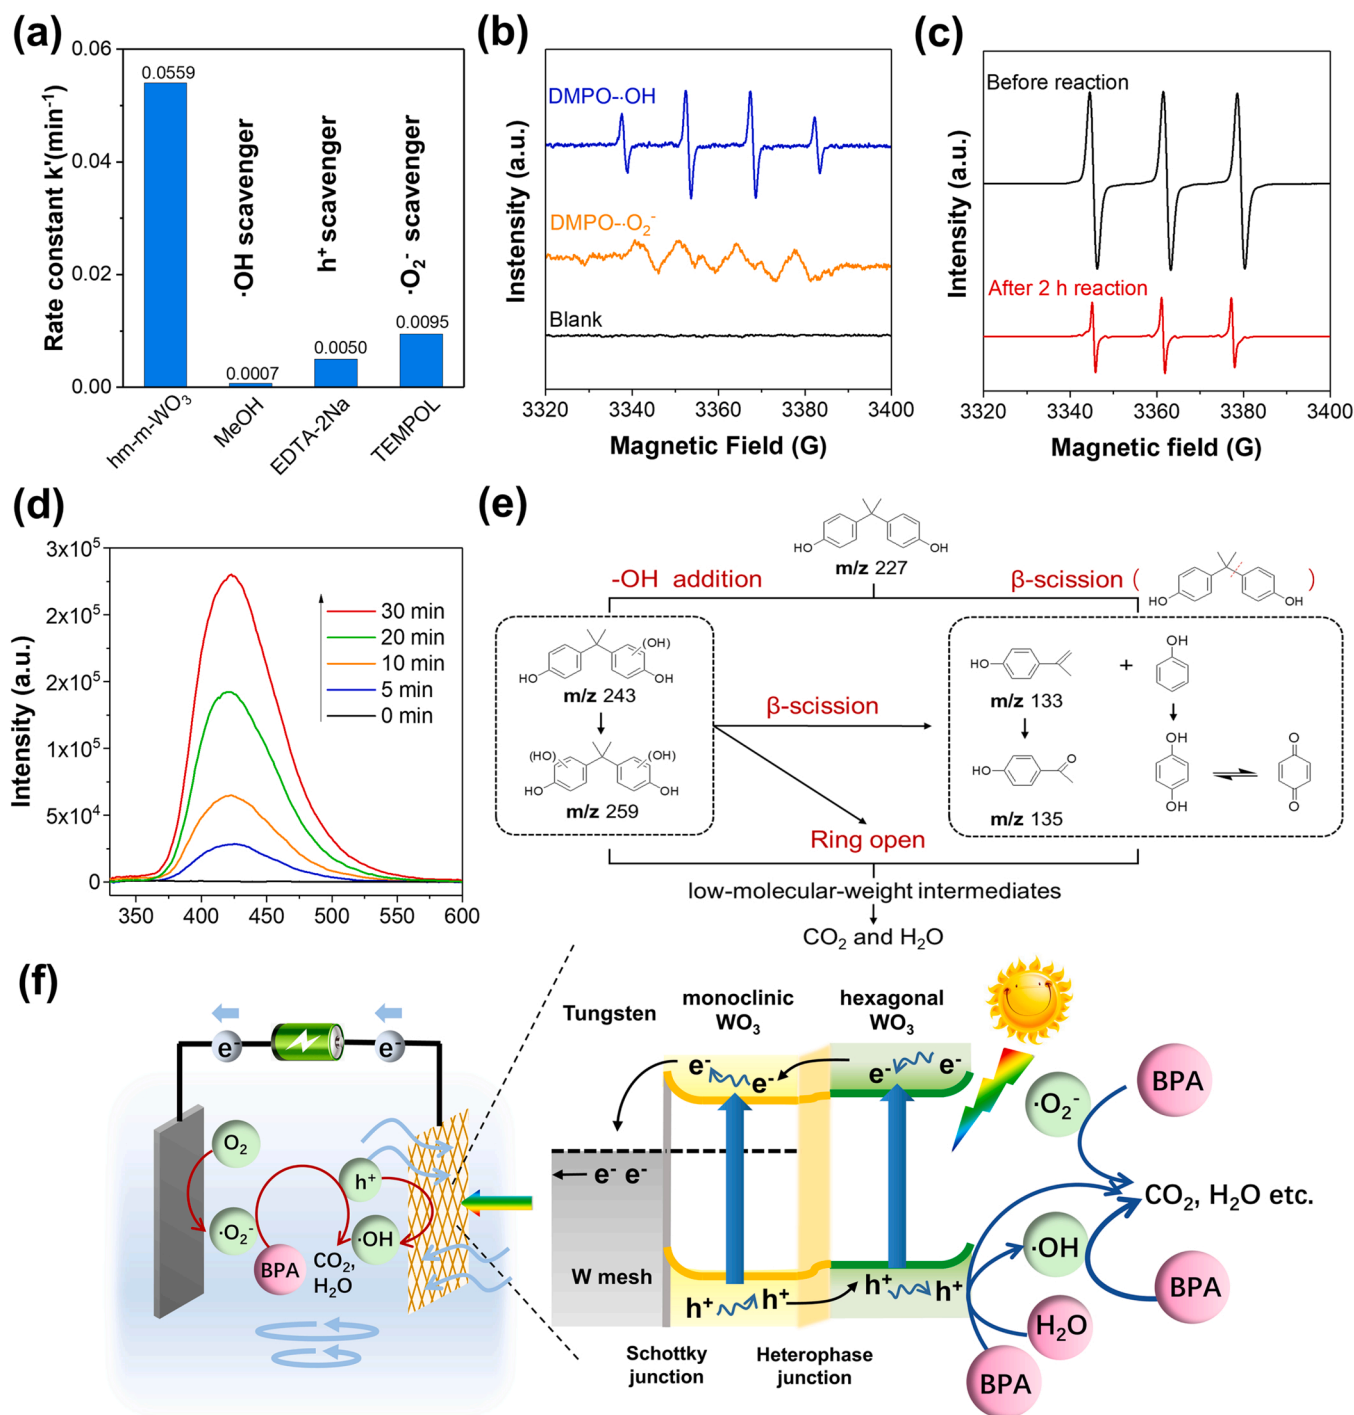 (a)
Rate constant k'(min⁻¹)
0.06
0.04
0.02
0.00
0.0559
0.0007
0.0050
0.0095
·OH scavenger
h⁺ scavenger
·O₂⁻ scavenger
hm-m-WO₃
MeOH
EDTA-2Na
TEMPOL
(b)
Instensity (a.u.)
DMPO-·OH
DMPO-·O₂⁻
Blank
3320 3340 3360 3380 3400
Magnetic Field (G)
(c)
Intensity (a.u.)
Before reaction
After 2 h reaction
3320 3340 3360 3380 3400
Magnetic field (G)
(d)
Intensity (a.u.)
3x10⁵
2x10⁵
2x10⁵
1x10⁵
5x10⁴
0
30 min
20 min
10 min
5 min
0 min
350 400 450 500 550 600
(e)
HO OH
m/z 227
-OH addition
β-scission ( )
HO OH
(OH)
HO OH
m/z 243
(HO) (OH)
HO OH
m/z 259
β-scission
Ring open
HO + OH
m/z 133
HO O
m/z 135
OH
OH
O
O
low-molecular-weight intermediates
CO₂ and H₂O
(f)
e⁻ e⁻
O₂
·O₂⁻
h⁺
·OH
BPA
CO₂,
H₂O
Tungsten
monoclinic
WO₃
hexagonal
WO₃
e⁻ e⁻ e⁻ e⁻
e⁻ e⁻
W mesh
h⁺ h⁺ h⁺ h⁺
Schottky
junction
Heterophase
junction
·O₂⁻
BPA
CO₂, H₂O etc.
·OH
BPA
H₂O
BPA